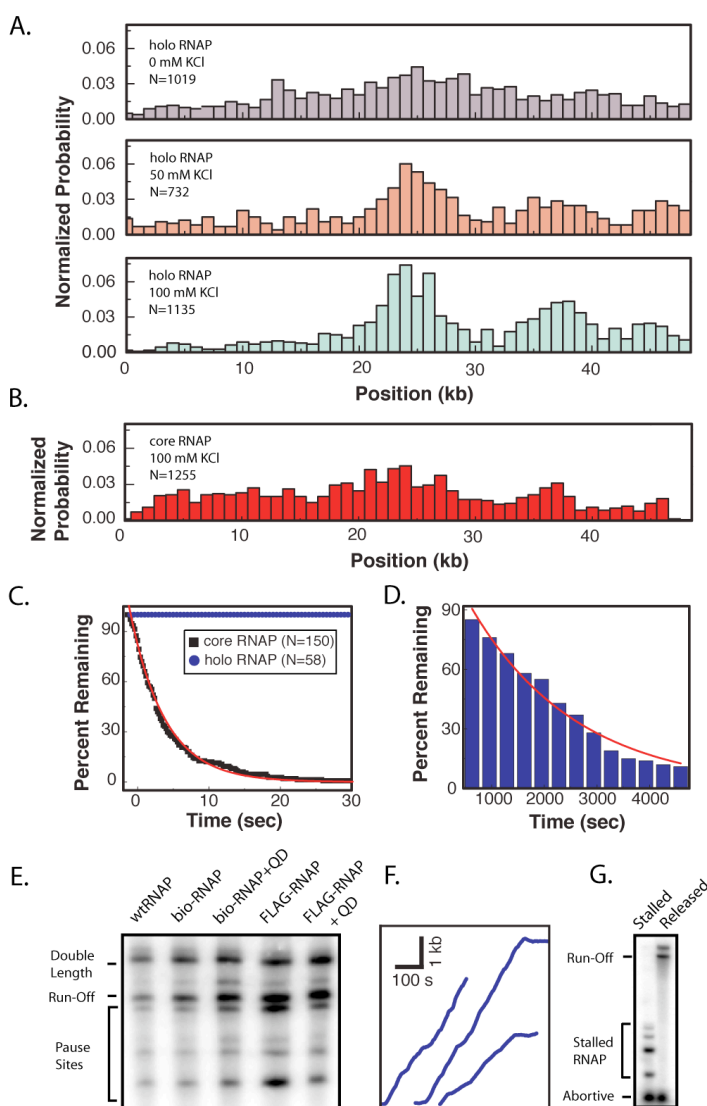 A.
holo RNAP
0 mM KCl
N=1019
0.06
0.03
0.00
holo RNAP
50 mM KCl
N=732
0.06
0.03
0.00
holo RNAP
100 mM KCl
N=1135
0.06
0.03
0.00
Normalized Probability
0 10 20 30 40
Position (kb)
B.
core RNAP
100 mM KCl
N=1255
0.06
0.03
0.00
Normalized
Probability
0 10 20 30 40
Position (kb)
C.
90
60
30
0
Percent Remaining
core RNAP (N=150)
holo RNAP (N=58)
0 10 20 30
Time (sec)
D.
90
60
30
0
Percent Remaining
1000 2000 3000 4000
Time (sec)
E.
wtRNAP
bio-RNAP
bio-RNAP+QD
FLAG-RNAP
FLAG-RNAP
+ QD
Double
Length
Run-Off
Pause
Sites
F.
1 kb
100 s
G.
Stalled
Released
Run-Off
Stalled
RNAP
Abortive